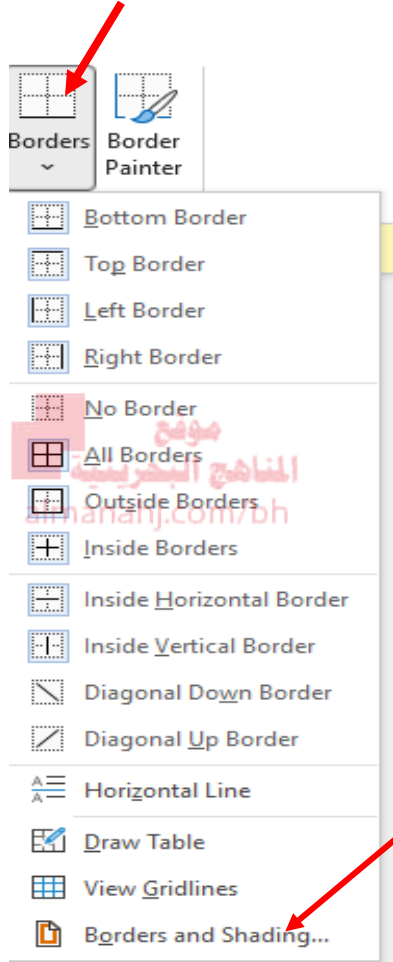 Borders
Border Painter
Bottom Border
Top Border
Left Border
Right Border
No Border
موقع
All Borders
المناهج البحرينية
Outside Borders
almanahj.com/bh
Inside Borders
Inside Horizontal Border
Inside Vertical Border
Diagonal Down Border
Diagonal Up Border
Horizontal Line
Draw Table
View Gridlines
Borders and Shading...